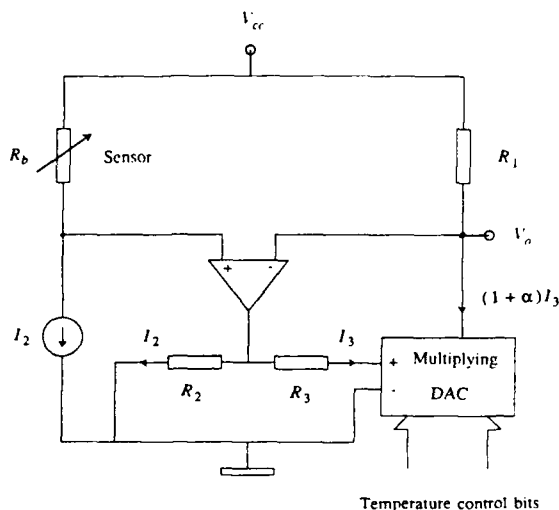 V_cc
R_b
Sensor
R_1
V_o
+ -
(1 + α)I_3
I_2
I_2
I_3
R_2
R_3
+
-
Multiplying
DAC
Temperature control bits